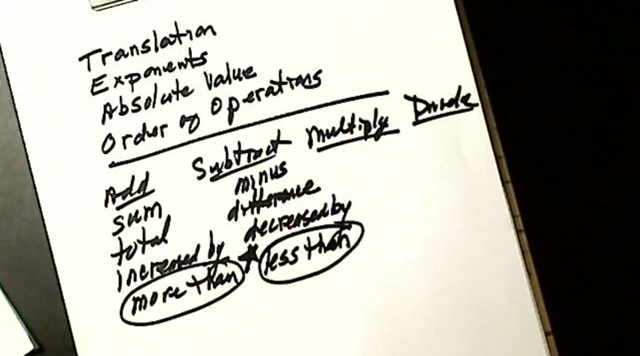 Translation
Exponents
Absolute Value
Order of Operations
Add Subtract Multiply Divide
sum minus
total difference
increased by decreased by
more than * less than